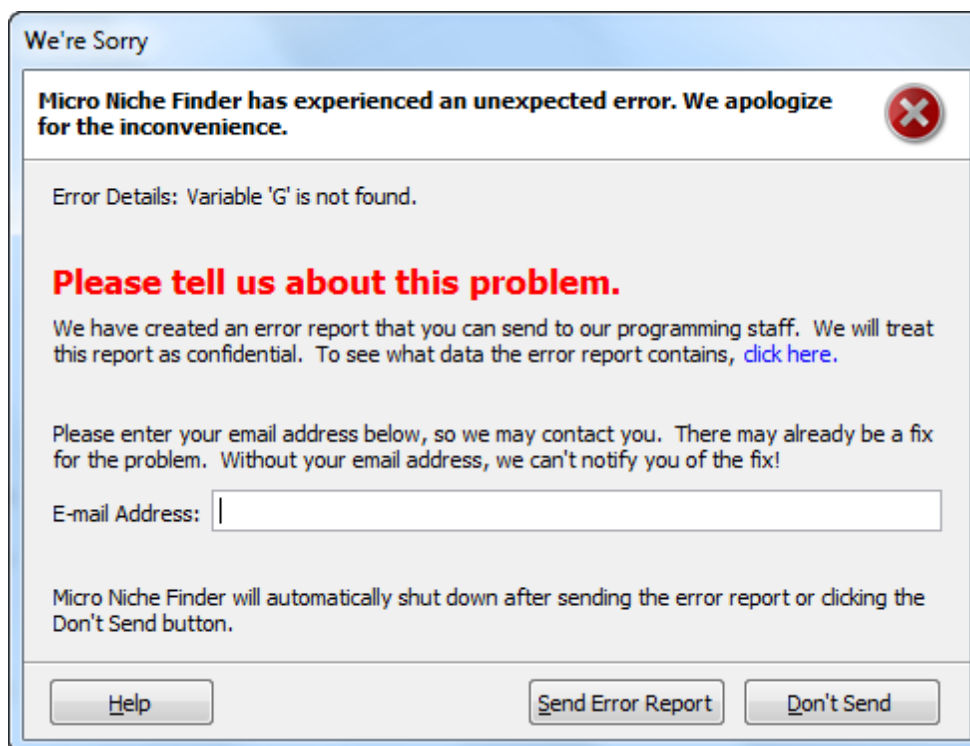 We're Sorry
Micro Niche Finder has experienced an unexpected error. We apologize
for the inconvenience.
Error Details: Variable 'G' is not found.
Please tell us about this problem.
We have created an error report that you can send to our programming staff. We will treat
this report as confidential. To see what data the error report contains, click here.
Please enter your email address below, so we may contact you. There may already be a fix
for the problem. Without your email address, we can't notify you of the fix!
E-mail Address:
Micro Niche Finder will automatically shut down after sending the error report or clicking the
Don't Send button.
Help Send Error Report Don't Send